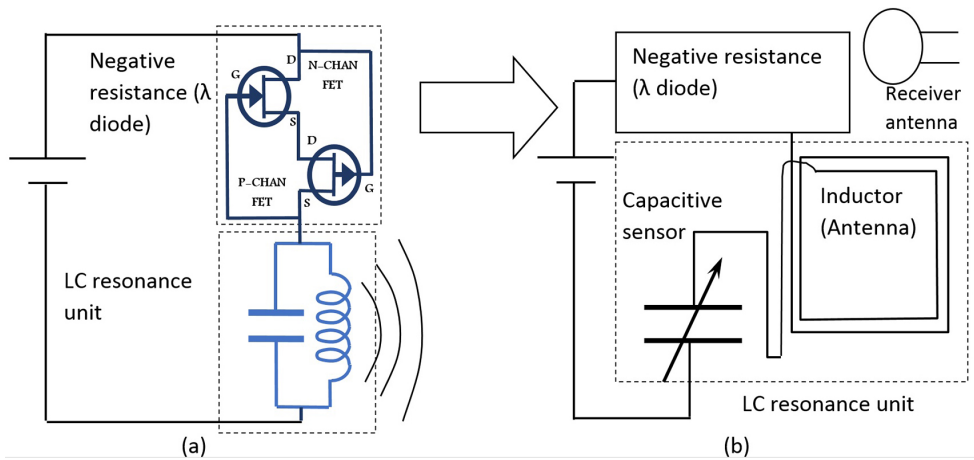 Negative
resistance (λ
diode)
D
N–CHAN
FET
G
S
D
P–CHAN
FET
G
S
LC resonance
unit
(a)
Negative resistance
(λ diode)
Receiver
antenna
Capacitive
sensor
Inductor
(Antenna)
LC resonance unit
(b)